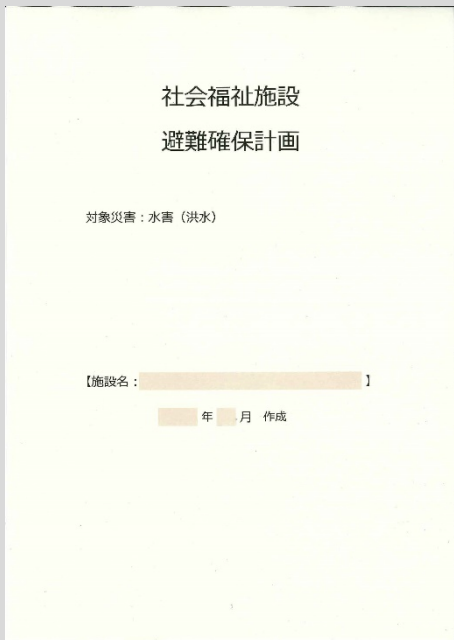 社会福祉施設
避難確保計画
対象災害：水害（洪水）
【施設名： 】
年 月 作成